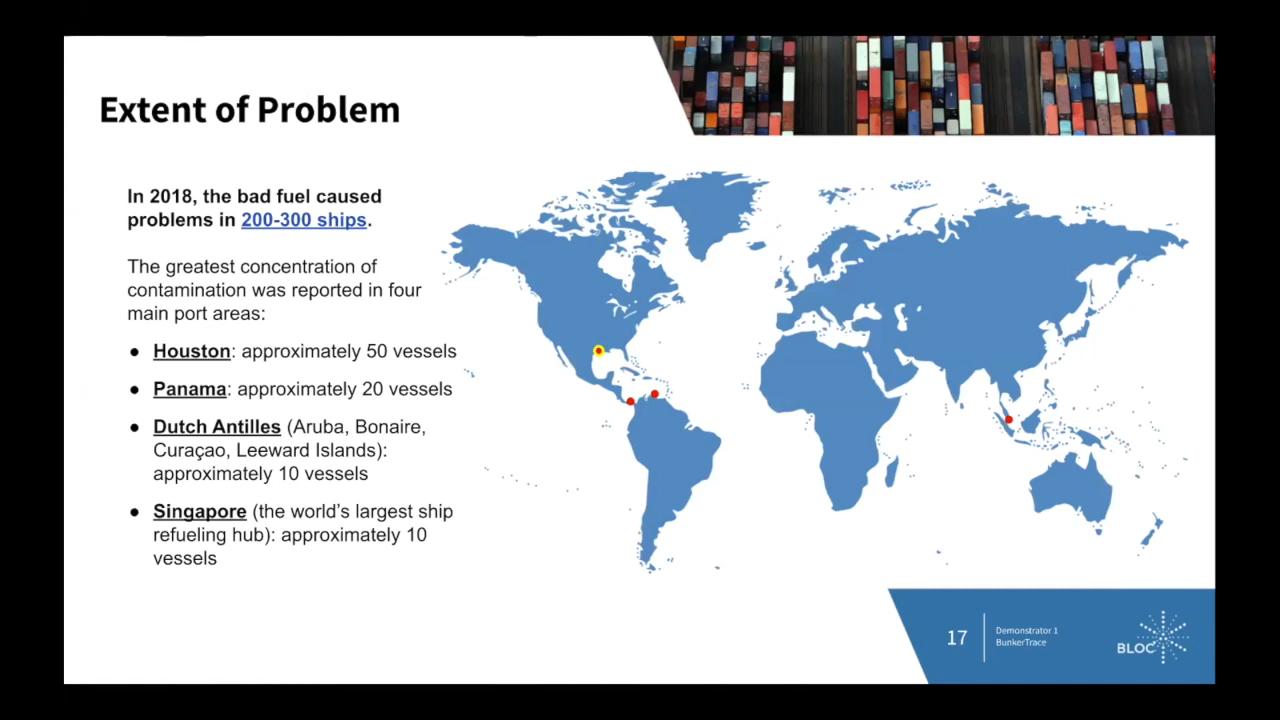 Extent of Problem
In 2018, the bad fuel caused
problems in 200-300 ships.
The greatest concentration of
contamination was reported in four
main port areas:
● Houston: approximately 50 vessels
● Panama: approximately 20 vessels
● Dutch Antilles (Aruba, Bonaire,
Curaçao, Leeward Islands):
approximately 10 vessels
● Singapore (the world’s largest ship
refueling hub): approximately 10
vessels
17
Demonstrator 1
BunkerTrace
BLOC